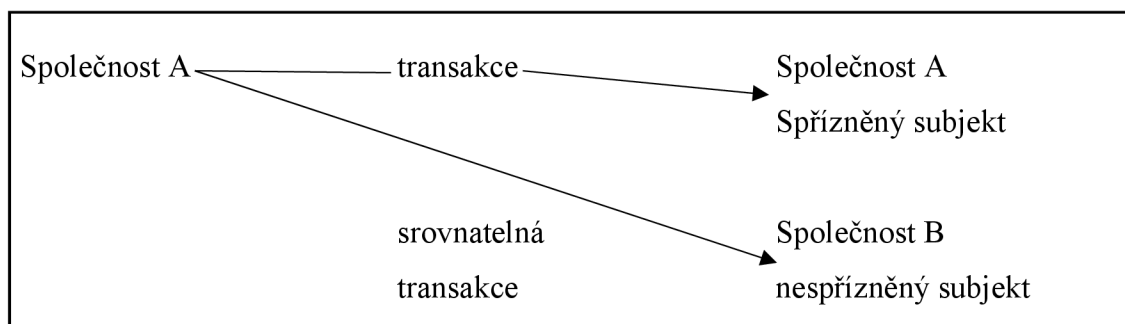 Společnost A transakce Společnost A
Spřízněný subjekt
srovnatelná Společnost B
transakce nespřízněný subjekt